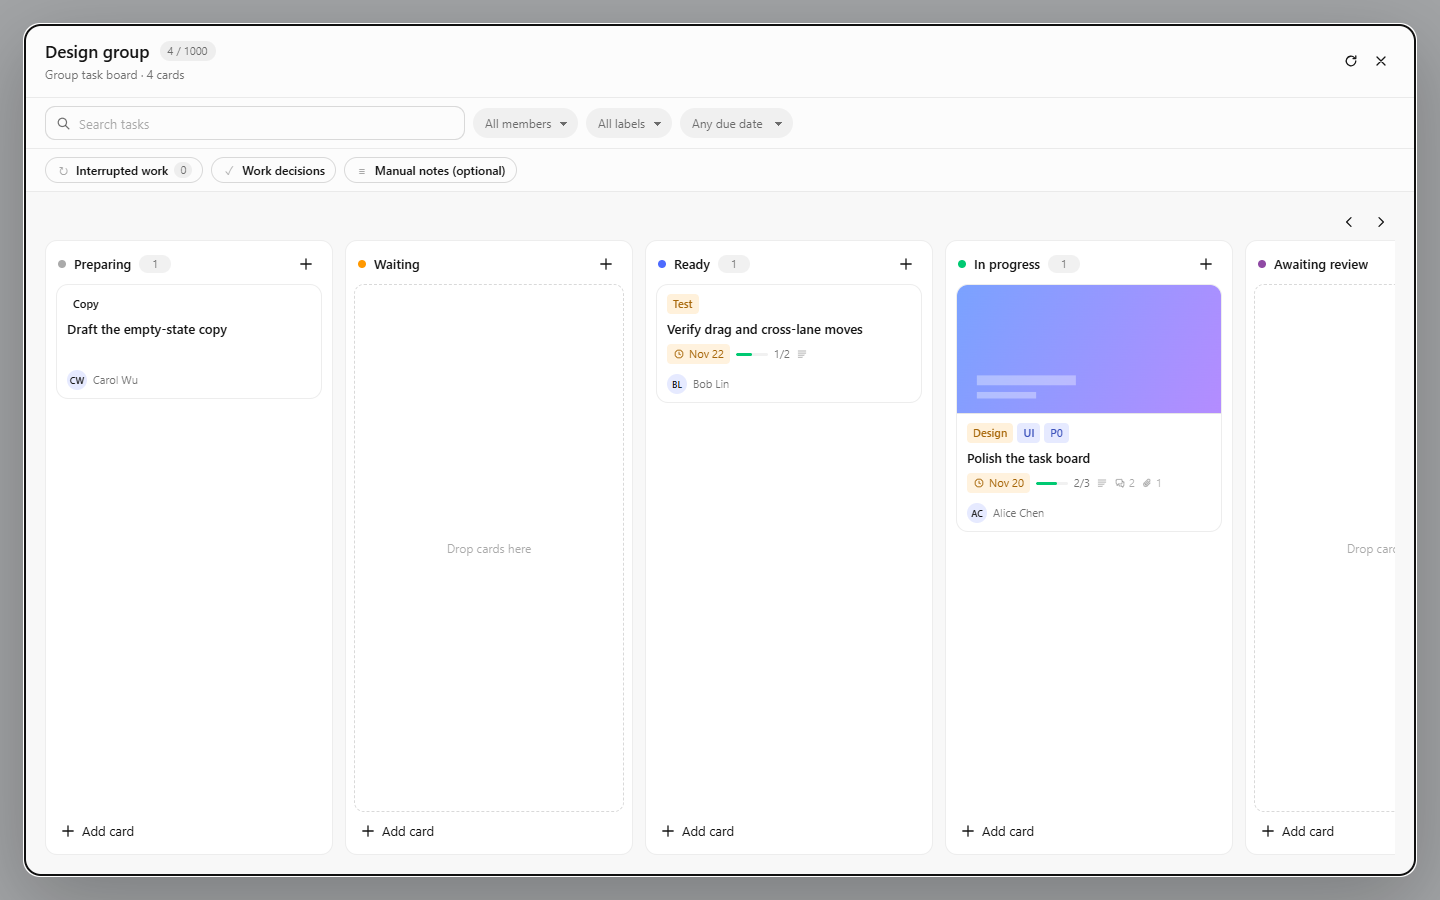 Design group 4 / 1000
Group task board · 4 cards
Search tasks
All members
All labels
Any due date
Interrupted work 0
Work decisions
Manual notes (optional)
Preparing 1
Copy
Draft the empty-state copy
CW Carol Wu
Add card
Waiting
Drop cards here
Add card
Ready 1
Test
Verify drag and cross-lane moves
Nov 22 1/2
BL Bob Lin
Add card
In progress 1
Design UI P0
Polish the task board
Nov 20 2/3 2 1
AC Alice Chen
Add card
Awaiting review
Drop
Add card